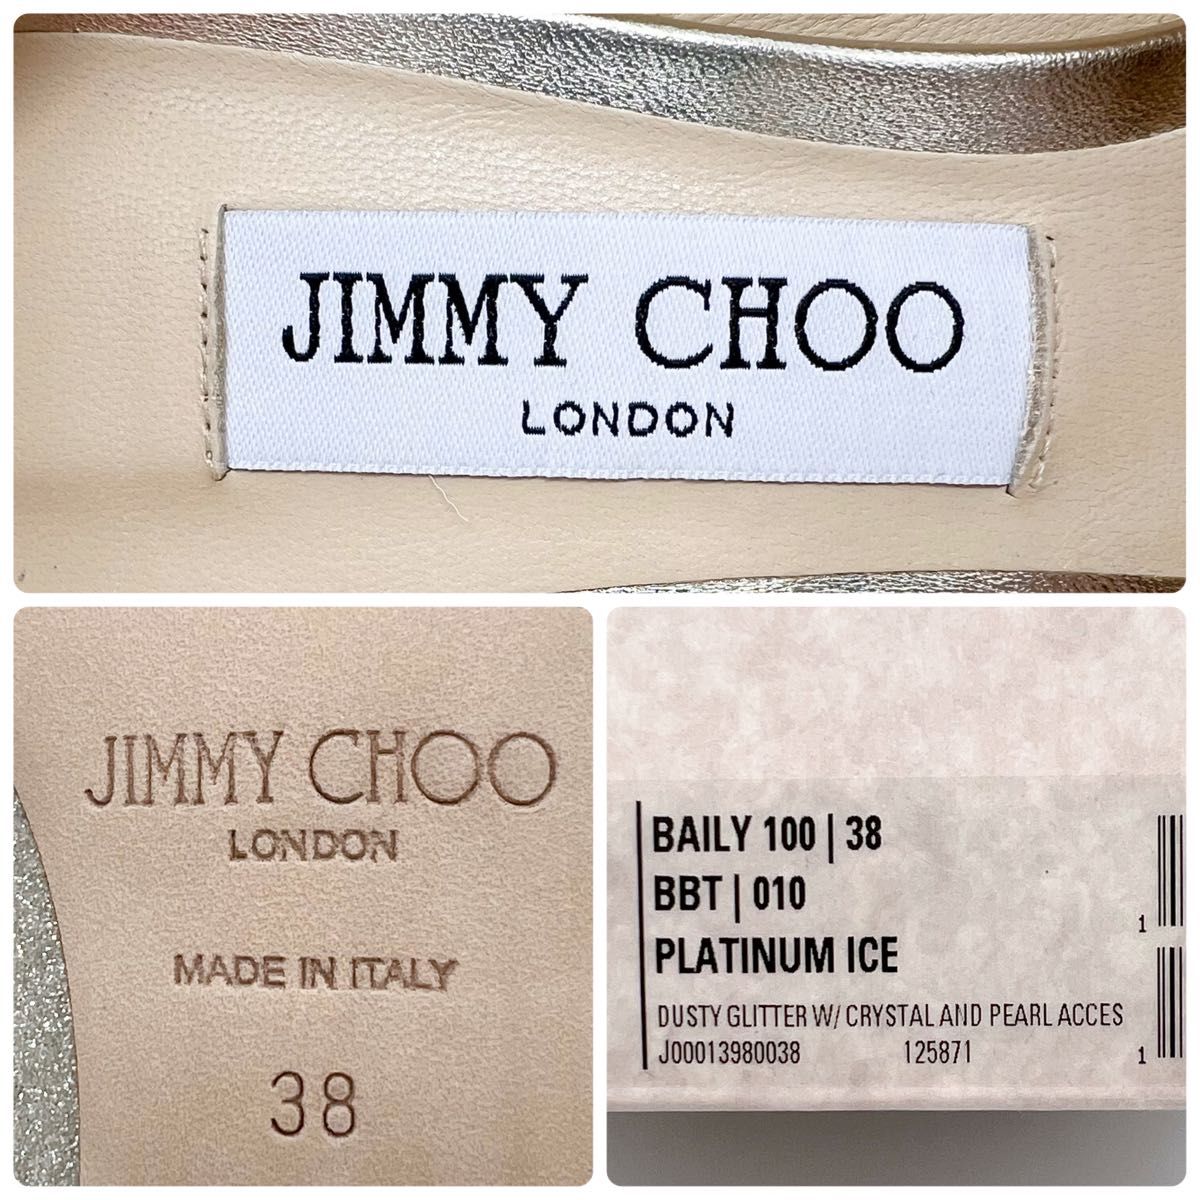 JIMMY CHOO
LONDON
JIMMY CHOO
LONDON
MADE IN ITALY
38
BAILY 100 | 38
BBT | 010
PLATINUM ICE
DUSTY GLITTER W/ CRYSTAL AND PEARL ACCES
J00013980038 125871
1
1